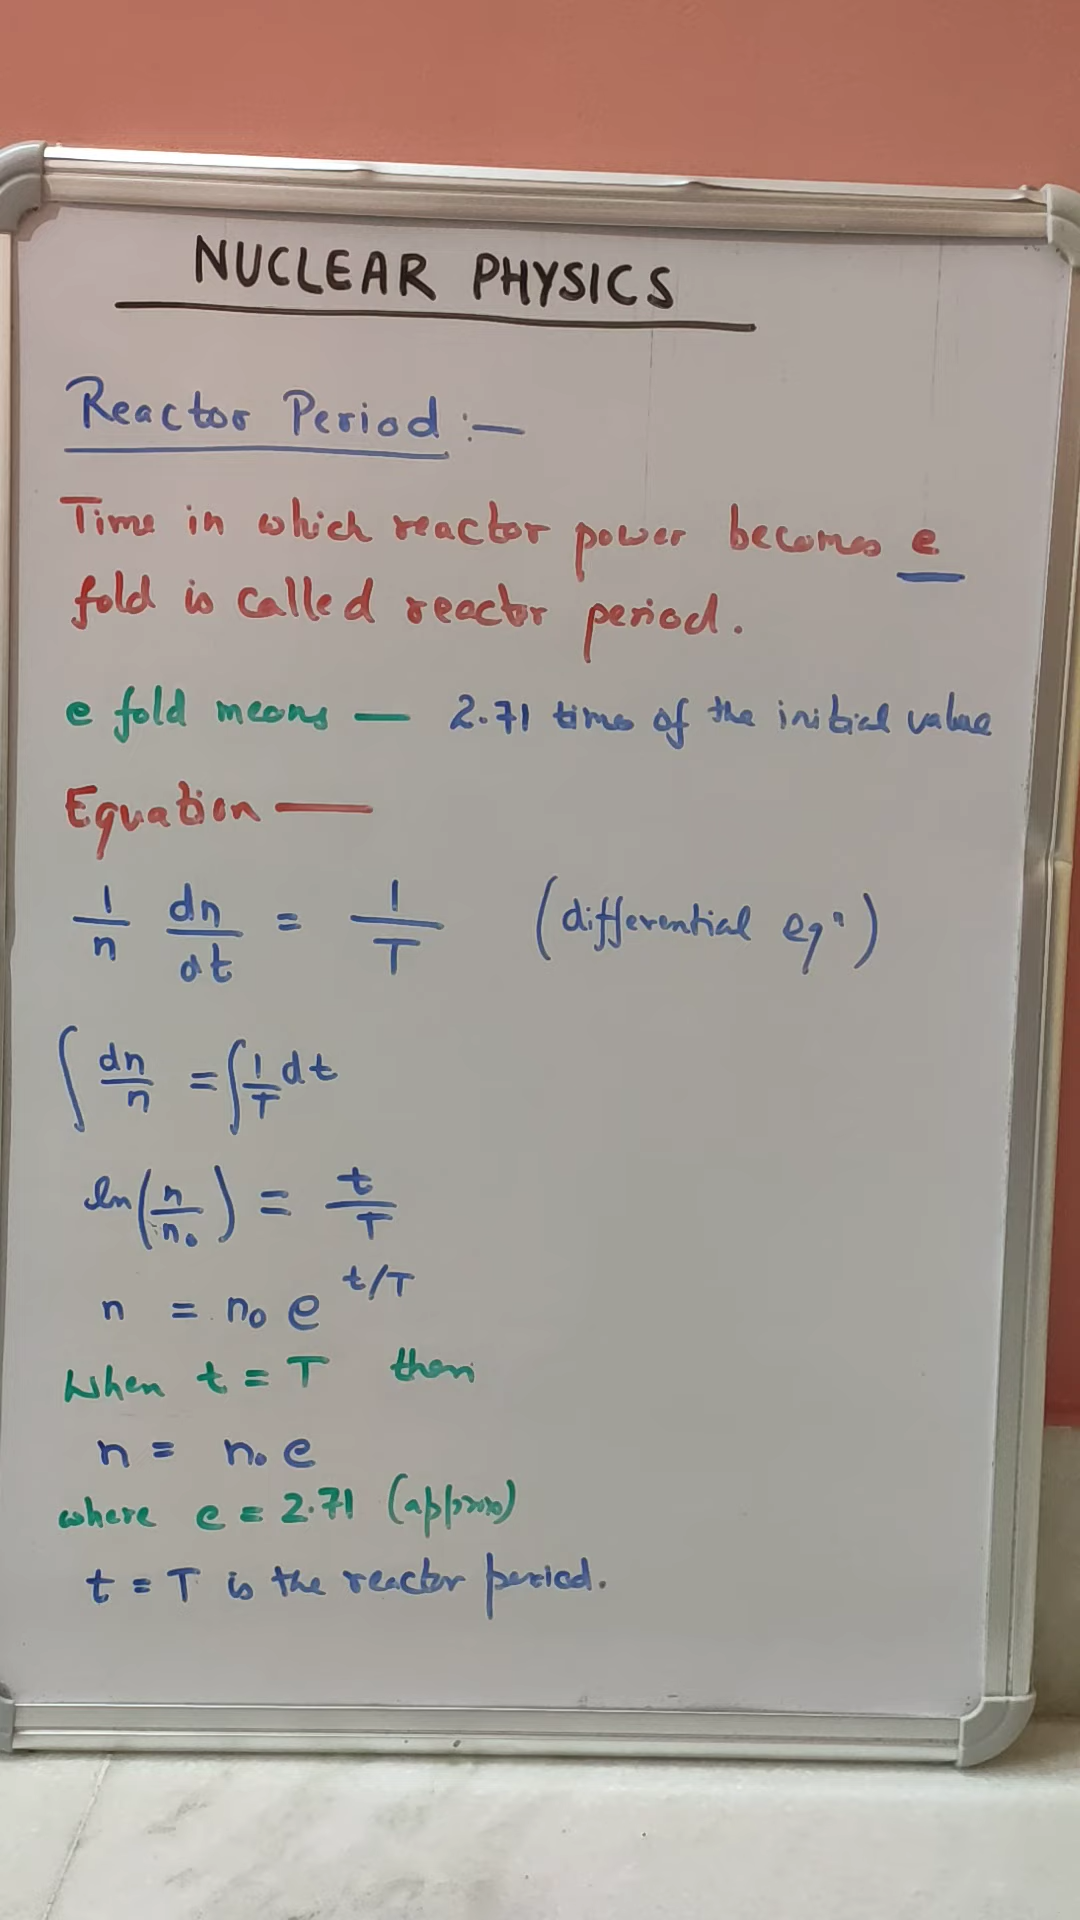 NUCLEAR PHYSICS
Reactor Period :—
Time in which reactor power becomes e
fold is called reactor period.
e fold means — 2.71 times of the initial value
Equation —
1/n dn/dt = 1/T (differential eqⁿ)
∫ dn/n = ∫ 1/T dt
ln(n/n₀) = t/T
n = n₀ e^t/T
When t = T then
n = n₀ e
where e = 2.71 (approx)
t = T is the reactor period.